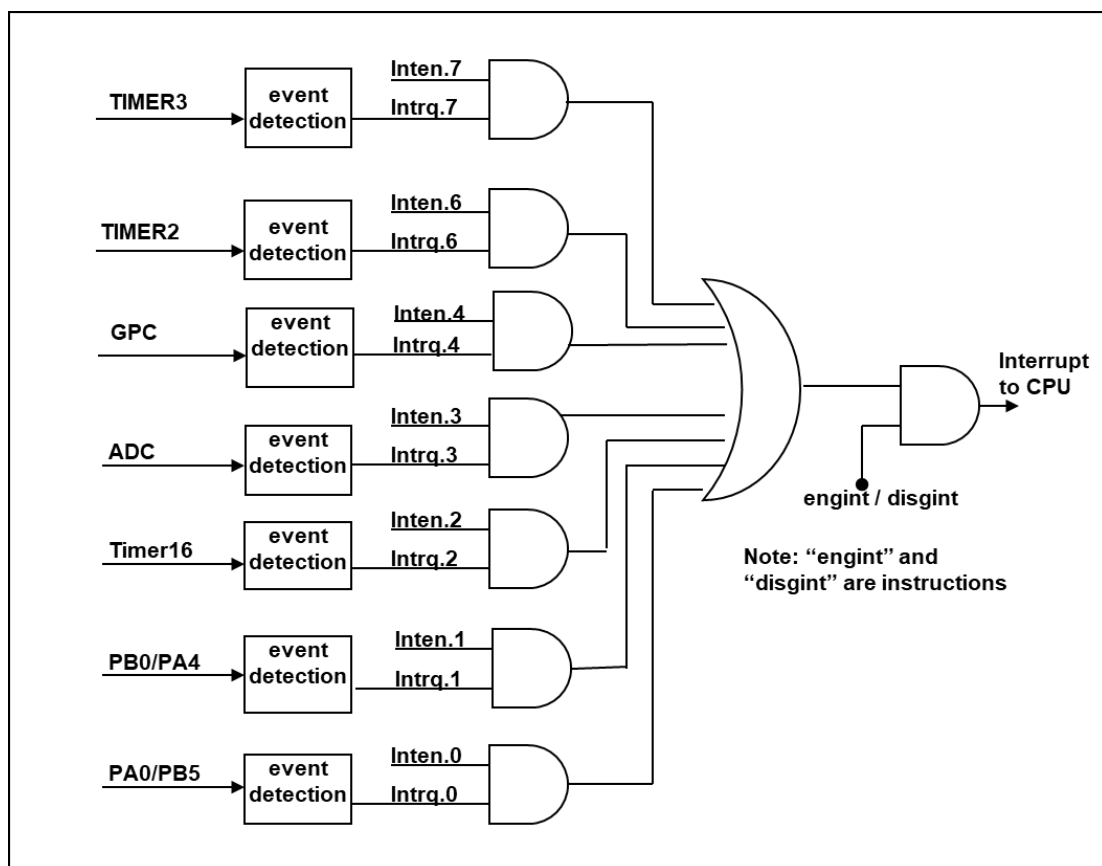 TIMER3
event
detection
Inten.7
Intrq.7
TIMER2
event
detection
Inten.6
Intrq.6
GPC
event
detection
Inten.4
Intrq.4
ADC
event
detection
Inten.3
Intrq.3
Timer16
event
detection
Inten.2
Intrq.2
PB0/PA4
event
detection
Inten.1
Intrq.1
PA0/PB5
event
detection
Inten.0
Intrq.0
Interrupt
to CPU
engint / disgint
Note: “engint” and
“disgint” are instructions